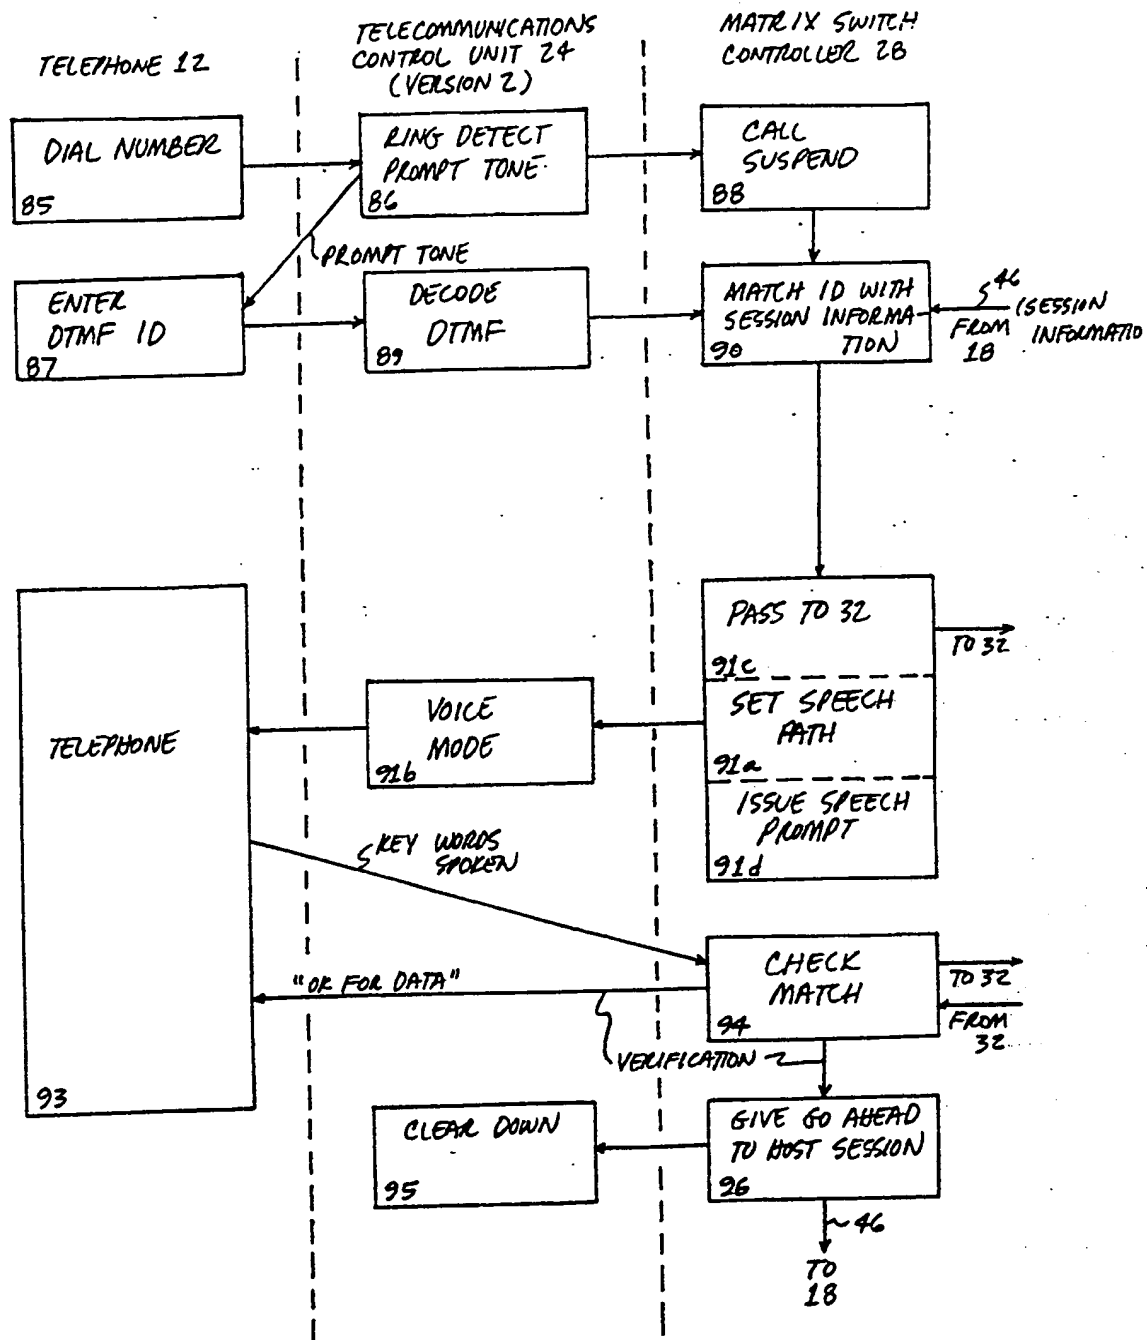 TELEPHONE 12
TELECOMMUNICATIONS
CONTROL UNIT 24
(VERSION 2)
MATRIX SWITCH
CONTROLLER 28
DIAL NUMBER
85
RING DETECT
PROMPT TONE
86
CALL
SUSPEND
88
PROMPT TONE
ENTER
DTMF ID
87
DECODE
DTMF
89
MATCH ID WITH
SESSION INFORMA-
TION
90
46
FROM
18
(SESSION
INFORMATIO
PASS TO 32
91c
TO 32
SET SPEECH
PATH
91a
VOICE
MODE
91b
ISSUE SPEECH
PROMPT
91d
TELEPHONE
93
KEY WORDS
SPOKEN
CHECK
MATCH
94
TO 32
FROM
32
"OK FOR DATA"
VERIFICATION
CLEAR DOWN
95
GIVE GO AHEAD
TO HOST SESSION
96
46
TO
18